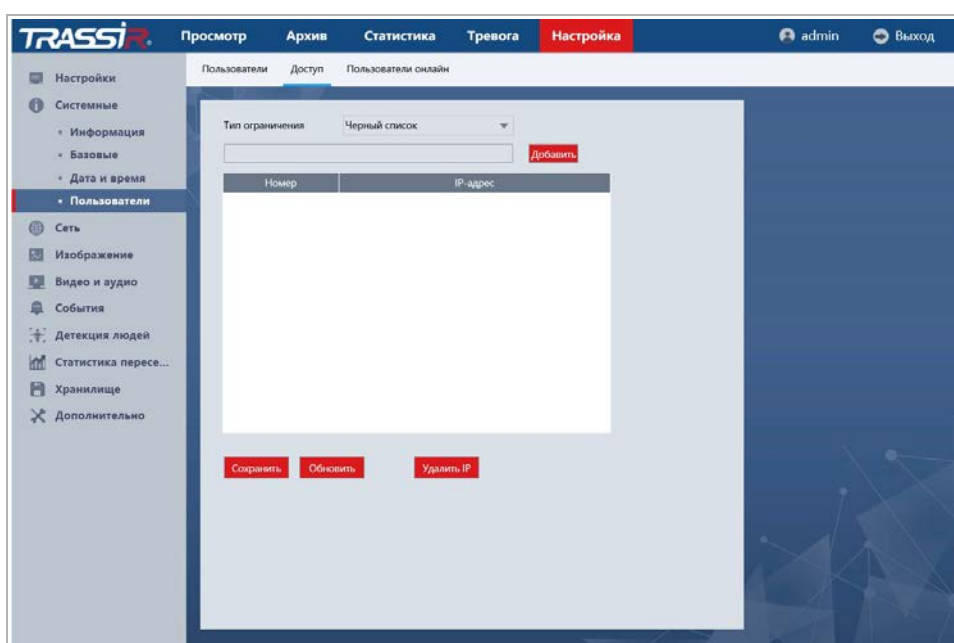 TRASSIR
Просмотр Архив Статистика Тревога Настройка admin Выход
Пользователи Доступ Пользователи онлайн
Настройки
Системные
Информация
Базовые
Дата и время
Пользователи
Сеть
Изображение
Видео и аудио
События
Детекция людей
Статистика пересе...
Хранилище
Дополнительно
Тип ограничения Черный список
Добавить
Номер IP-адрес
Сохранить Обновить Удалить IP